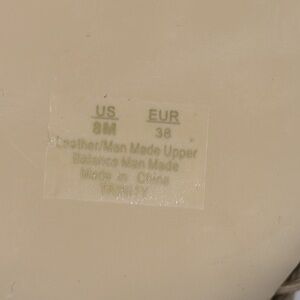 US EUR
8M 38
Leather/Man Made Upper
Balance Man Made
Made in China